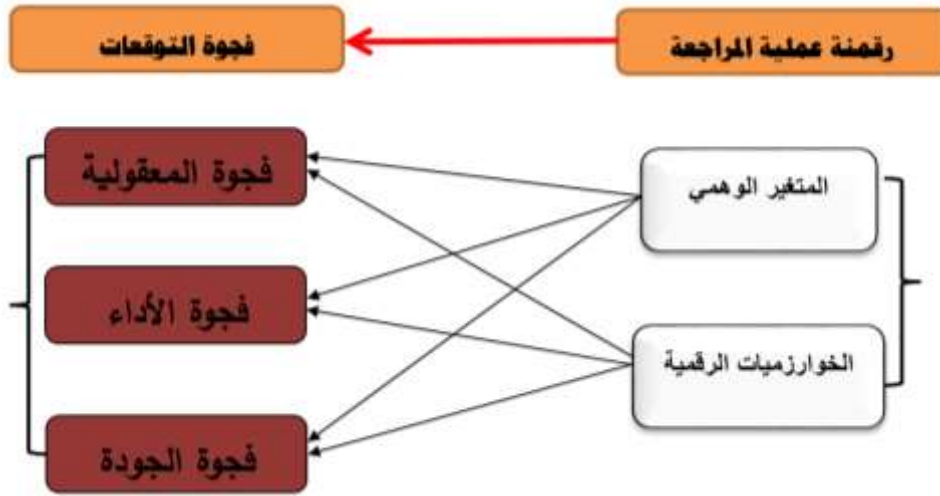 رقمنة عملية المراجعة
فجوة التوقعات
المتغير الوهمي
الخوارزميات الرقمية
فجوة المعقولية
فجوة الأداء
فجوة الجودة